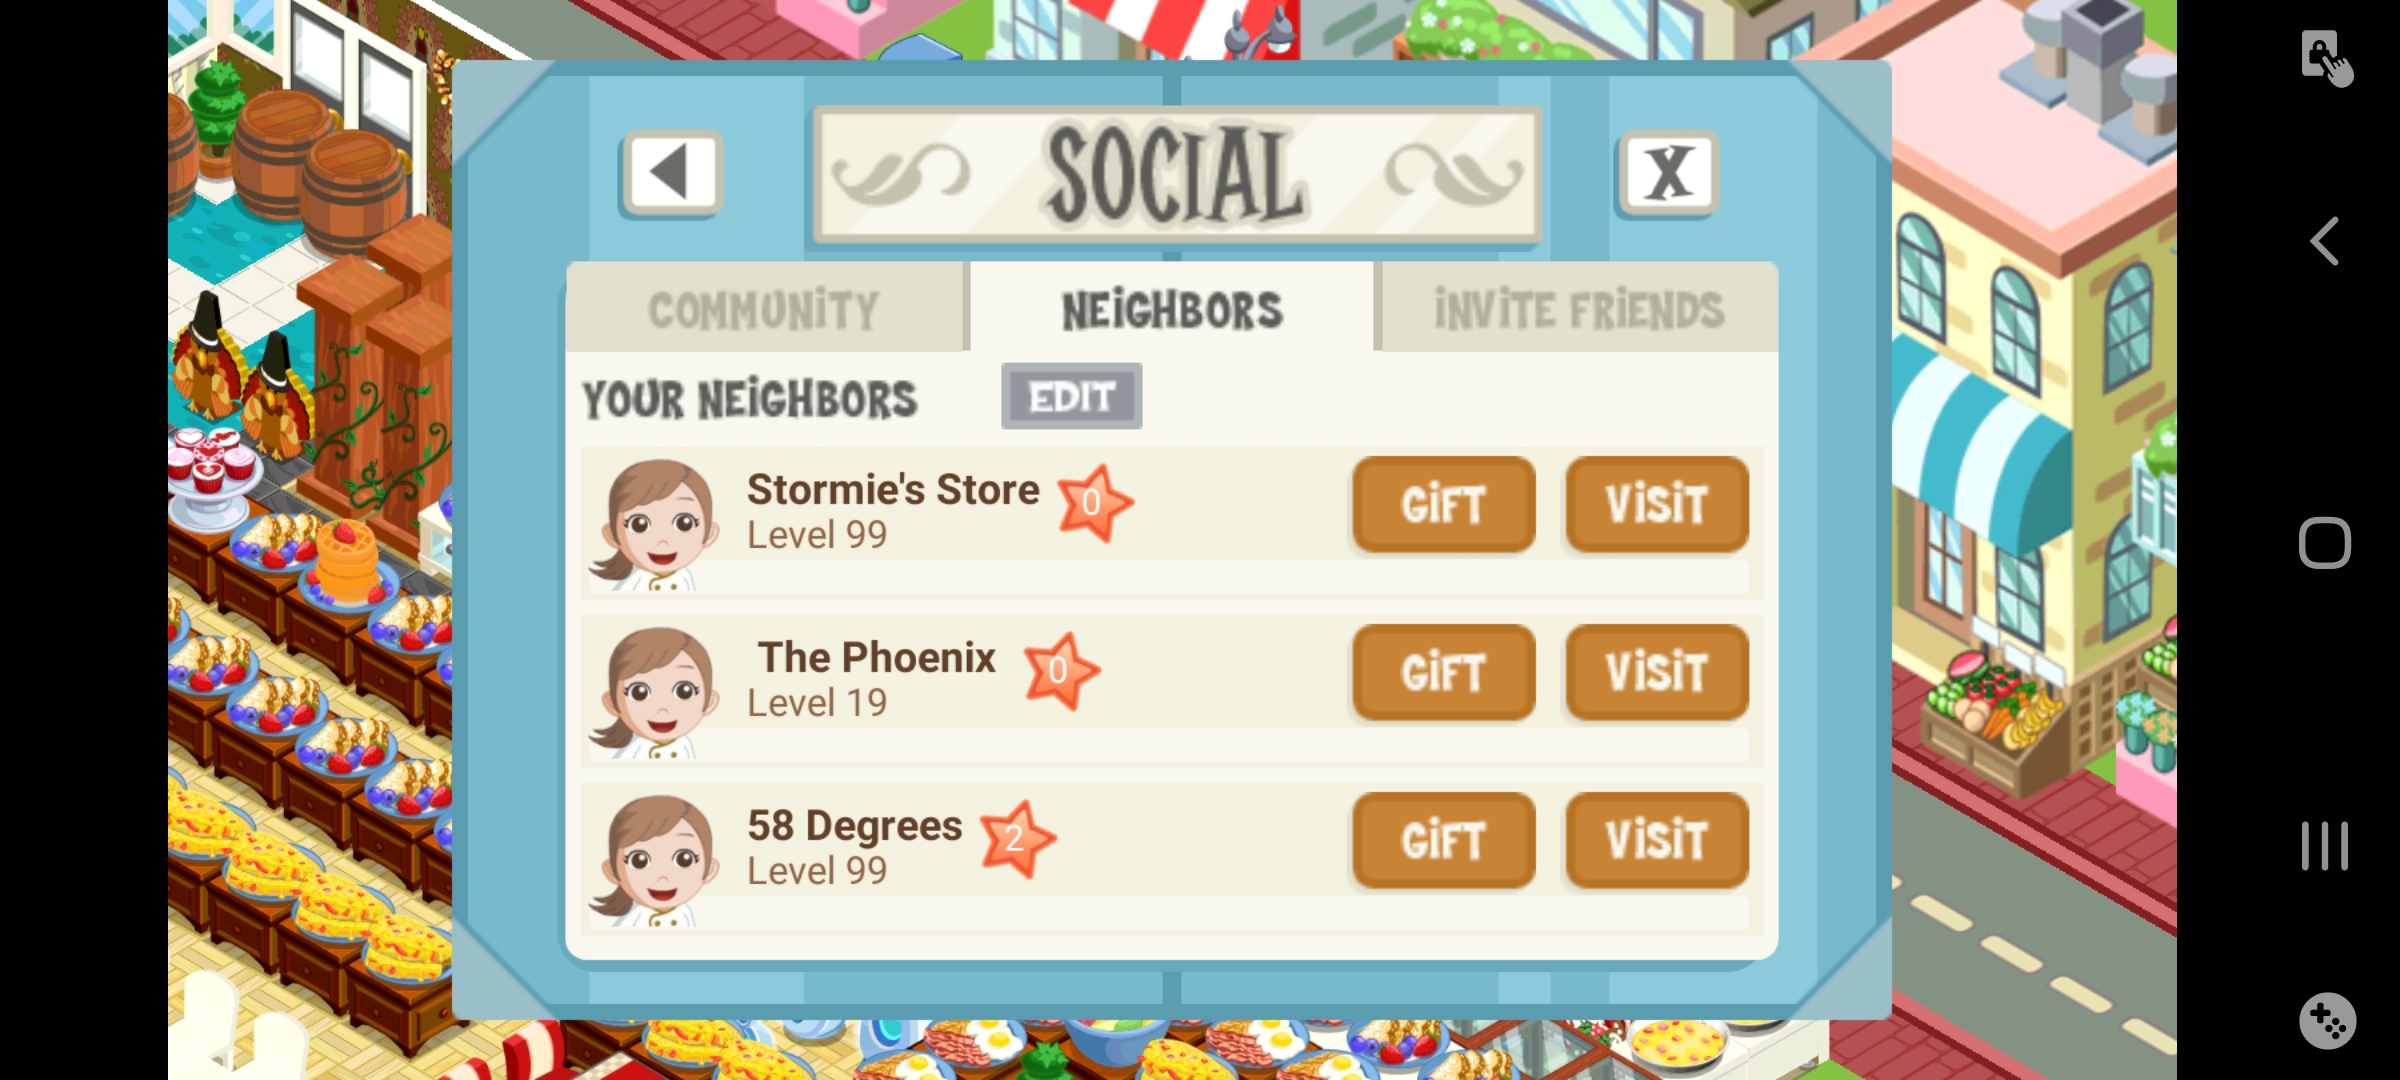 SOCIAL
X
COMMUNITY
NEIGHBORS
INVITE FRIENDS
YOUR NEIGHBORS
EDIT
Stormie's Store
0
Level 99
GIFT
VISIT
The Phoenix
0
Level 19
GIFT
VISIT
58 Degrees
2
Level 99
GIFT
VISIT